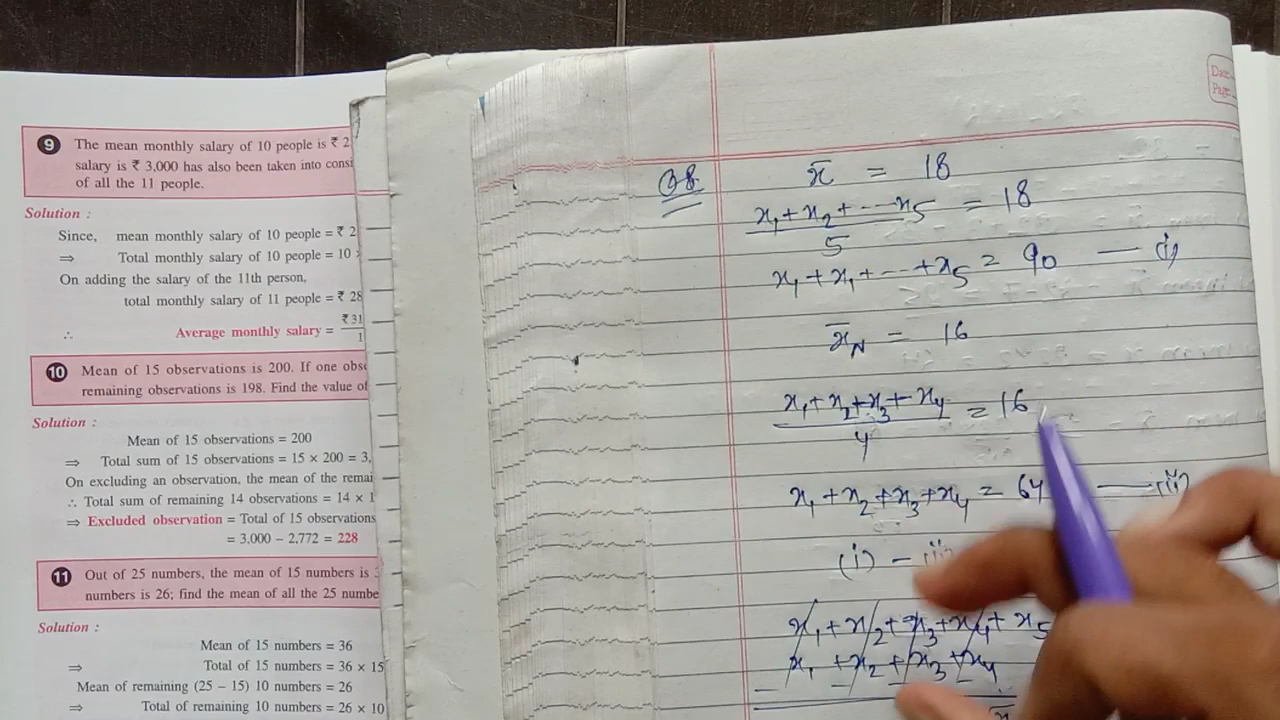 9 The mean monthly salary of 10 people is ₹ 2
salary is ₹ 3,000 has also been taken into consi
of all the 11 people.
Solution :
Since, mean monthly salary of 10 people = ₹ 2
⇒ Total monthly salary of 10 people = 10
On adding the salary of the 11th person,
total monthly salary of 11 people = ₹ 28
∴ Average monthly salary = ₹ 31
1
10 Mean of 15 observations is 200. If one obs
remaining observations is 198. Find the value of
Solution :
Mean of 15 observations = 200
⇒ Total sum of 15 observations = 15 × 200 = 3,
On excluding an observation, the mean of the remai
∴ Total sum of remaining 14 observations = 14 × 1
⇒ Excluded observation = Total of 15 observations
= 3,000 − 2,772 = 228
11 Out of 25 numbers, the mean of 15 numbers is 3
numbers is 26; find the mean of all the 25 numbe
Solution :
Mean of 15 numbers = 36
⇒ Total of 15 numbers = 36 × 15
Mean of remaining (25 − 15) 10 numbers = 26
⇒ Total of remaining 10 numbers = 26 × 10
Date
Page
Q8. x̄ = 18
x₁ + x₂ + ---x₅ = 18
5
x₁ + x₁ + --- + x₅ = 90 — (i)
x̄N = 16
x₁ + x₂ + x₃ + x₄ = 16
4
x₁ + x₂ + x₃ + x₄ = 64 — (ii)
(i) − (ii)
x₁ + x₂ + x₃ + x₄ + x₅
x₁ + x₂ + x₃ + x₄
− − − −